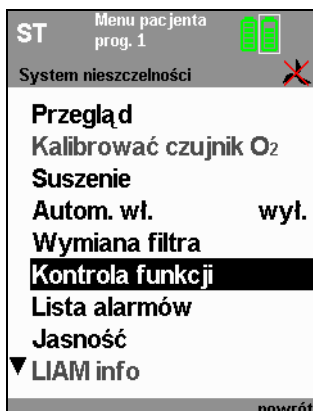 ST Menu pacjenta
prog. 1
System nieszczelności
Przegląd
Kalibrować czujnik O2
Suszenie
Autom. wł. wył.
Wymiana filtra
Kontrola funkcji
Lista alarmów
Jasność
LIAM info
powrót